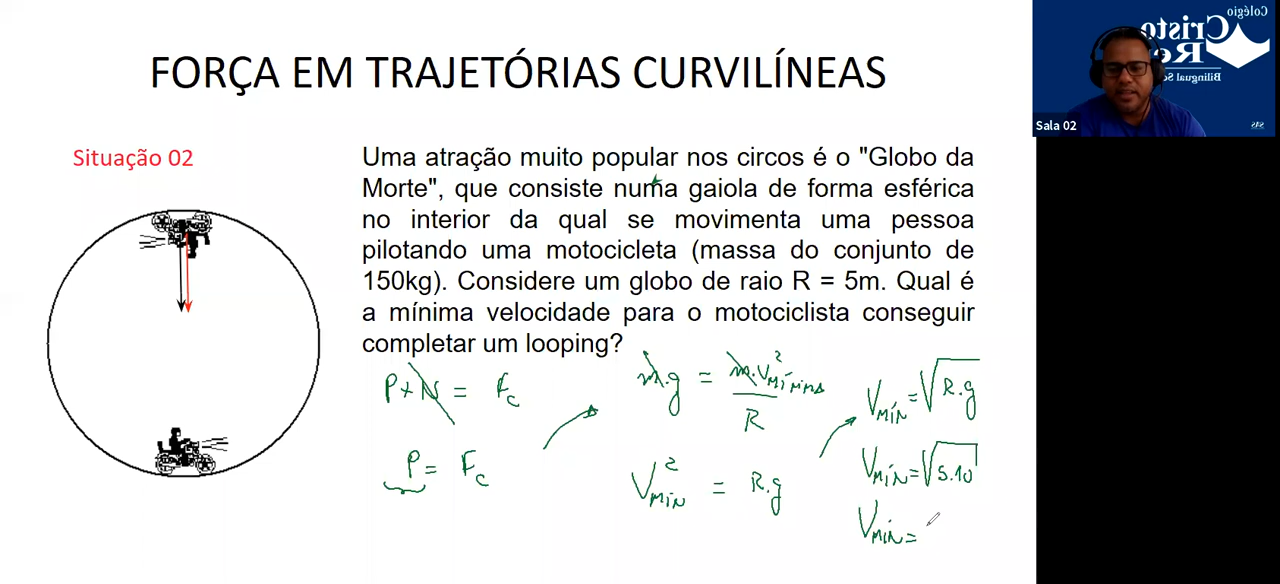 FORÇA EM TRAJETÓRIAS CURVILÍNEAS
Colégio
Cristo
Rei
Bilingual S
SAS
Sala 02
Situação 02
Uma atração muito popular nos circos é o "Globo da
Morte", que consiste numa gaiola de forma esférica
no interior da qual se movimenta uma pessoa
pilotando uma motocicleta (massa do conjunto de
150kg). Considere um globo de raio R = 5m. Qual é
a mínima velocidade para o motociclista conseguir
completar um looping?
P+N = Fc
P = Fc
m.g = m.V²mínima / R
V²mín = R.g
Vmín = √R.g
Vmín = √5.10
Vmín =